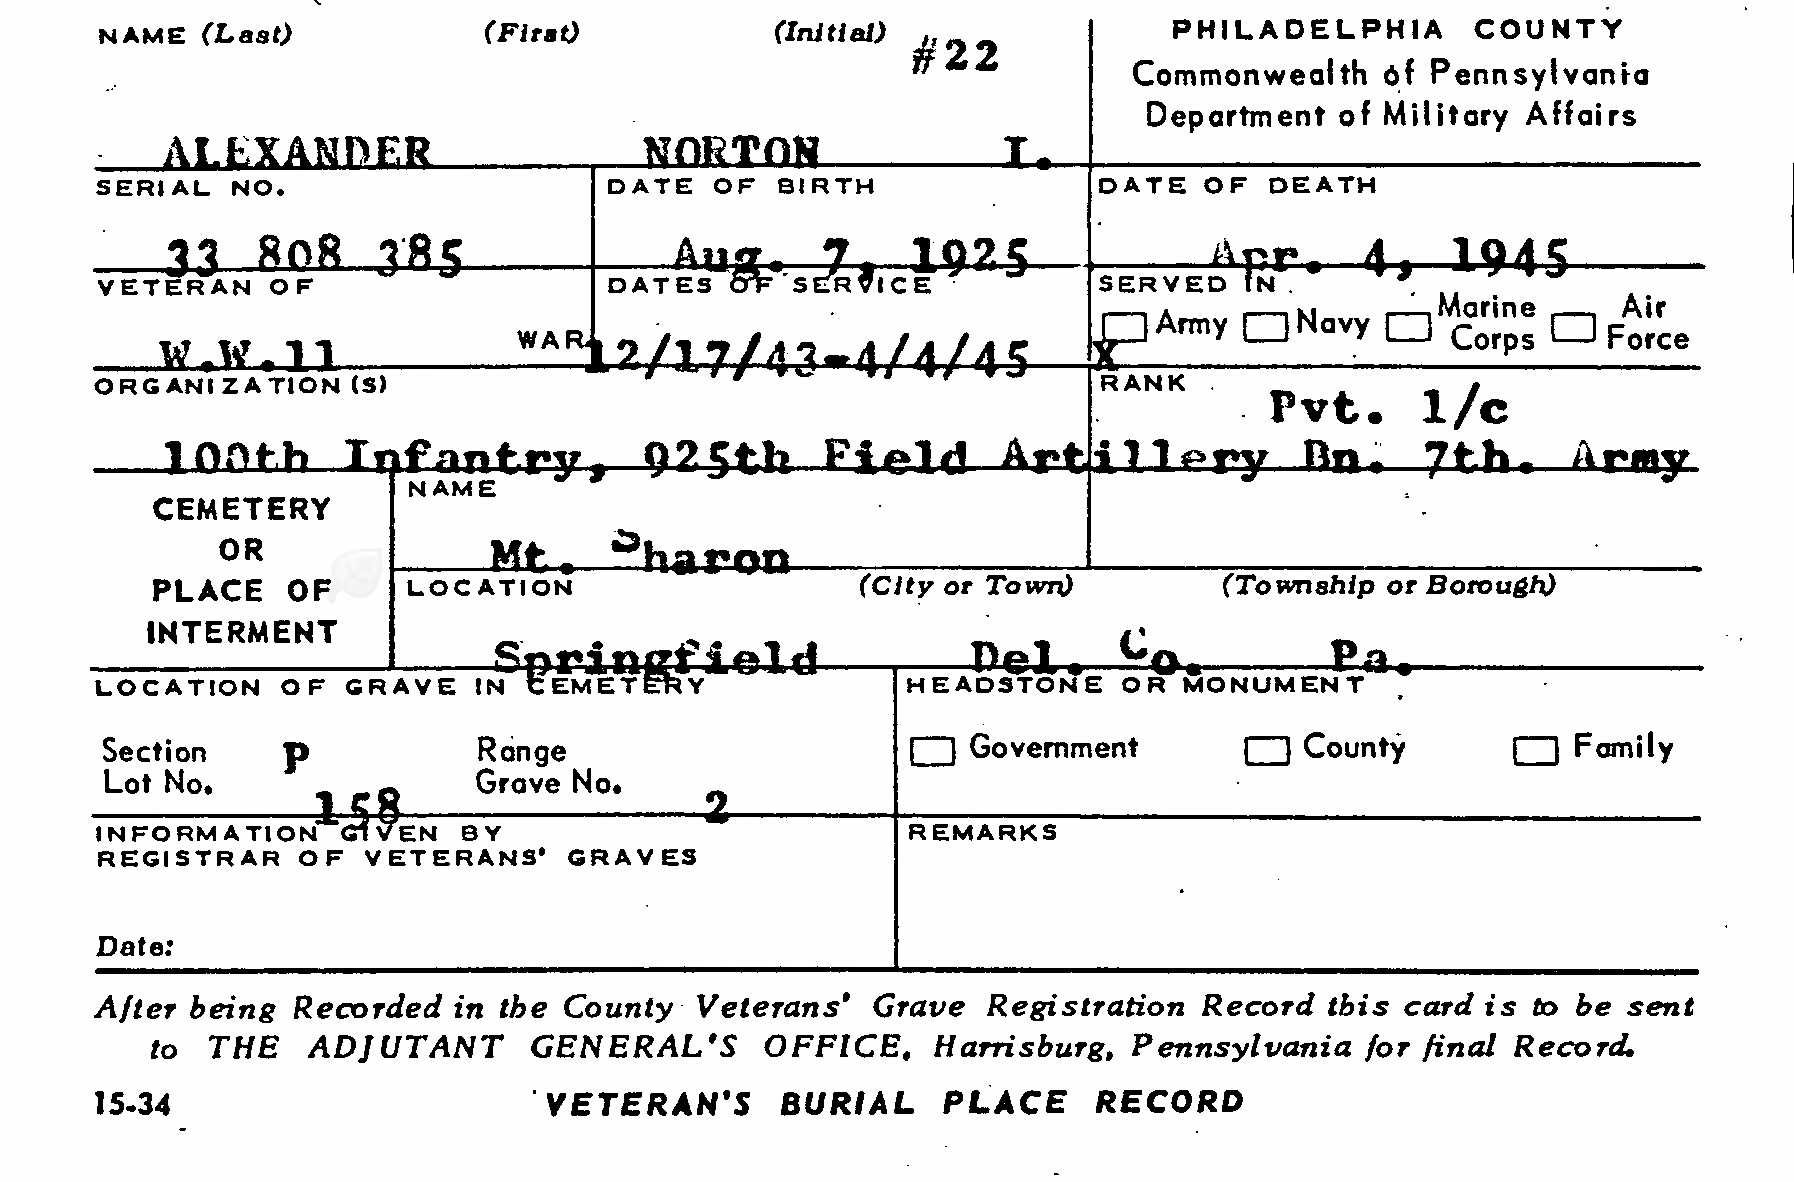 NAME (Last) (First) (Initial) #22 PHILADELPHIA COUNTY
Commonwealth of Pennsylvania
Department of Military Affairs
ALEXANDER NORTON I.
SERIAL NO. DATE OF BIRTH DATE OF DEATH
33 808 385 Aug. 7, 1925 Apr. 4, 1945
VETERAN OF DATES OF SERVICE SERVED IN
W.W.11 WAR 12/17/43-4/4/45 X Army Navy Marine Corps Air Force
ORGANIZATION(S) RANK
Pvt. 1/c
100th Infantry, 925th Field Artillery Bn. 7th. Army
CEMETERY OR PLACE OF INTERMENT
NAME
Mt. Sharon
LOCATION (City or Town) (Township or Borough)
Springfield Del. Co. Pa.
LOCATION OF GRAVE IN CEMETERY HEADSTONE OR MONUMENT
Section P Range Government County Family
Lot No. 158 Grave No. 2
INFORMATION GIVEN BY REMARKS
REGISTRAR OF VETERANS' GRAVES
Date:
After being Recorded in the County Veterans' Grave Registration Record this card is to be sent
to THE ADJUTANT GENERAL'S OFFICE, Harrisburg, Pennsylvania for final Record.
15-34 VETERAN'S BURIAL PLACE RECORD